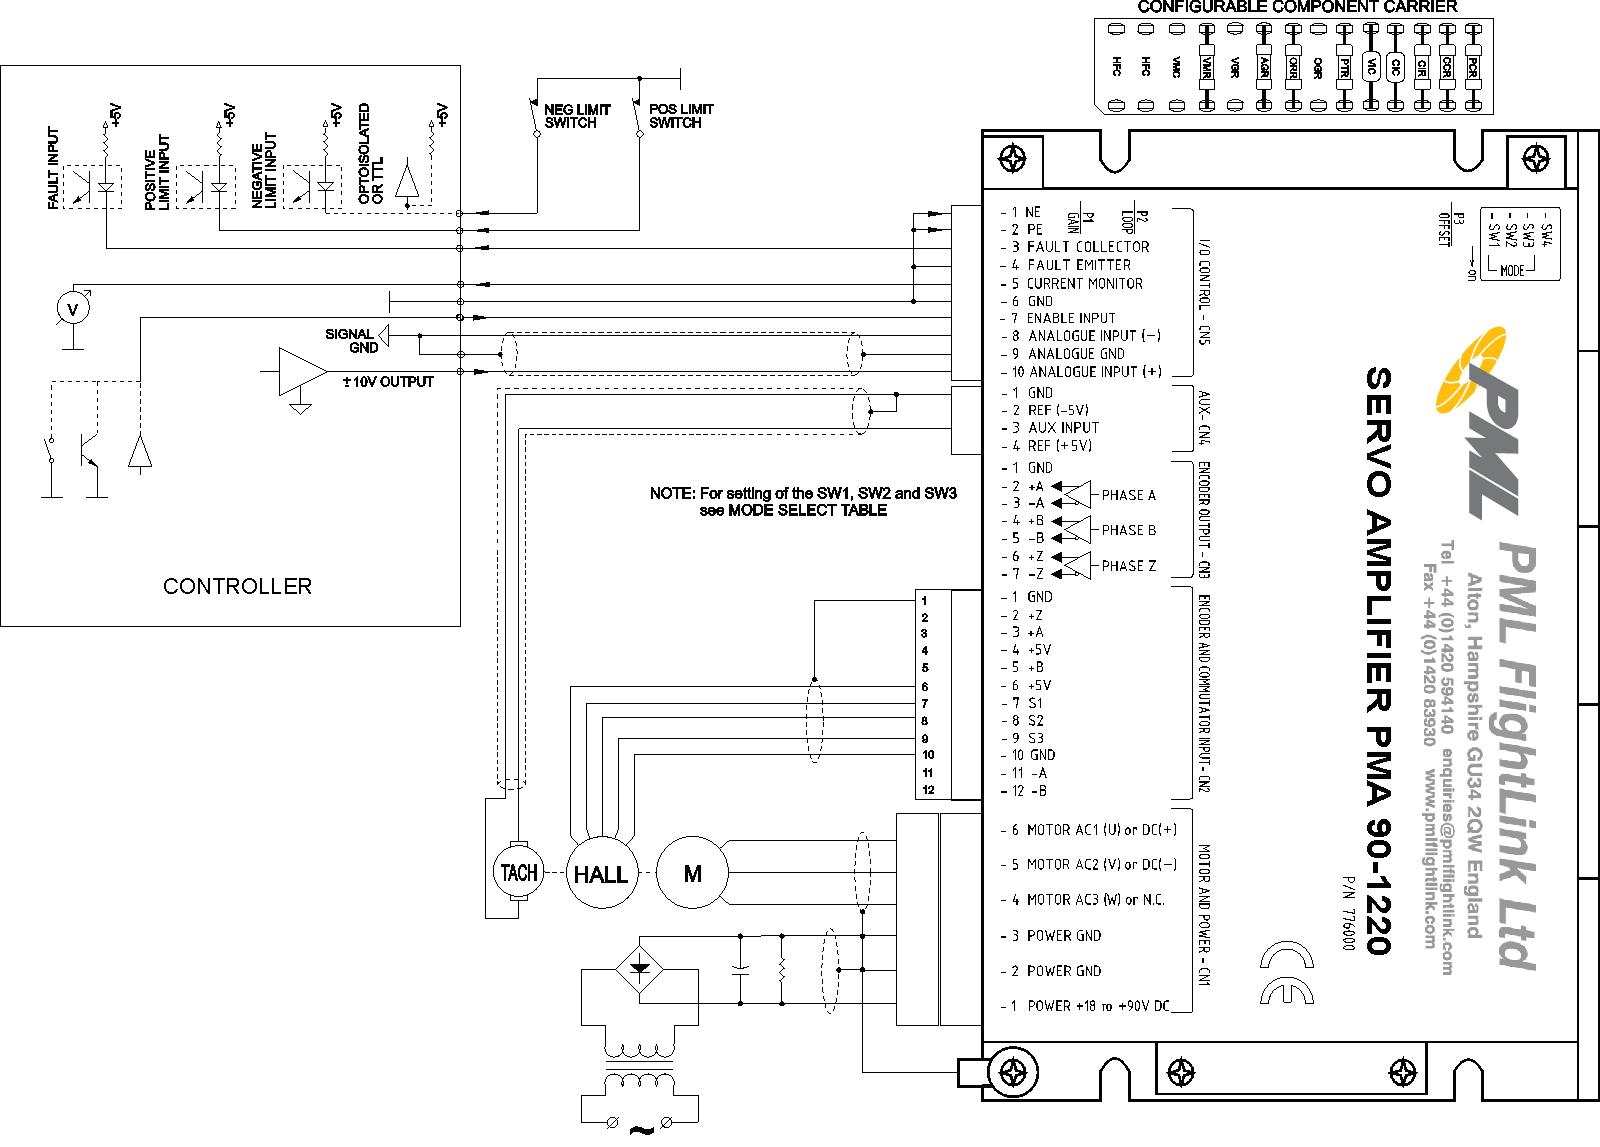 CONFIGURABLE COMPONENT CARRIER
HFC
HFC
VMC
VMR
VGR
AGR
ORR
OGR
PTR
VIC
CIC
CIR
CCR
PCR
FAULT INPUT
+5V
POSITIVE
LIMIT INPUT
+5V
NEGATIVE
LIMIT INPUT
+5V
OPTOISOLATED
OR TTL
+5V
NEG LIMIT
SWITCH
POS LIMIT
SWITCH
V
SIGNAL
GND
±10V OUTPUT
CONTROLLER
NOTE: For setting of the SW1, SW2 and SW3
see MODE SELECT TABLE
- 1 NE
- 2 PE
- 3 FAULT COLLECTOR
- 4 FAULT EMITTER
- 5 CURRENT MONITOR
- 6 GND
- 7 ENABLE INPUT
- 8 ANALOGUE INPUT (-)
- 9 ANALOGUE GND
- 10 ANALOGUE INPUT (+)
I/O CONTROL - CN5
P1
GAIN
P2
LOOP
P3
OFFSET
- SW1
- SW2
- SW3
- SW4
MODE
on
- 1 GND
- 2 REF (-5V)
- 3 AUX INPUT
- 4 REF (+5V)
AUX- CN4
- 1 GND
- 2 +A
- 3 -A
- 4 +B
- 5 -B
- 6 +Z
- 7 -Z
PHASE A
PHASE B
PHASE Z
ENCODER OUTPUT - CN3
1
2
3
4
5
6
7
8
9
10
11
12
- 1 GND
- 2 +Z
- 3 +A
- 4 +5V
- 5 +B
- 6 +5V
- 7 S1
- 8 S2
- 9 S3
- 10 GND
- 11 -A
- 12 -B
ENCODER AND COMMUTATOR INPUT- CN2
- 6 MOTOR AC1 (U) or DC(+)
- 5 MOTOR AC2 (V) or DC(-)
- 4 MOTOR AC3 (W) or N.C.
- 3 POWER GND
- 2 POWER GND
- 1 POWER +18 TO +90V DC
MOTOR AND POWER - CN1
TACH
HALL
M
~
SERVO AMPLIFIER PMA 90-1220
P/N 776000
CE
PML
PML FlightLink Ltd
Alton, Hampshire GU34 2QW England
Tel +44 (0)1420 594140 enquiries@pmlflightlink.com
Fax +44 (0)1420 83930 www.pmlflightlink.com